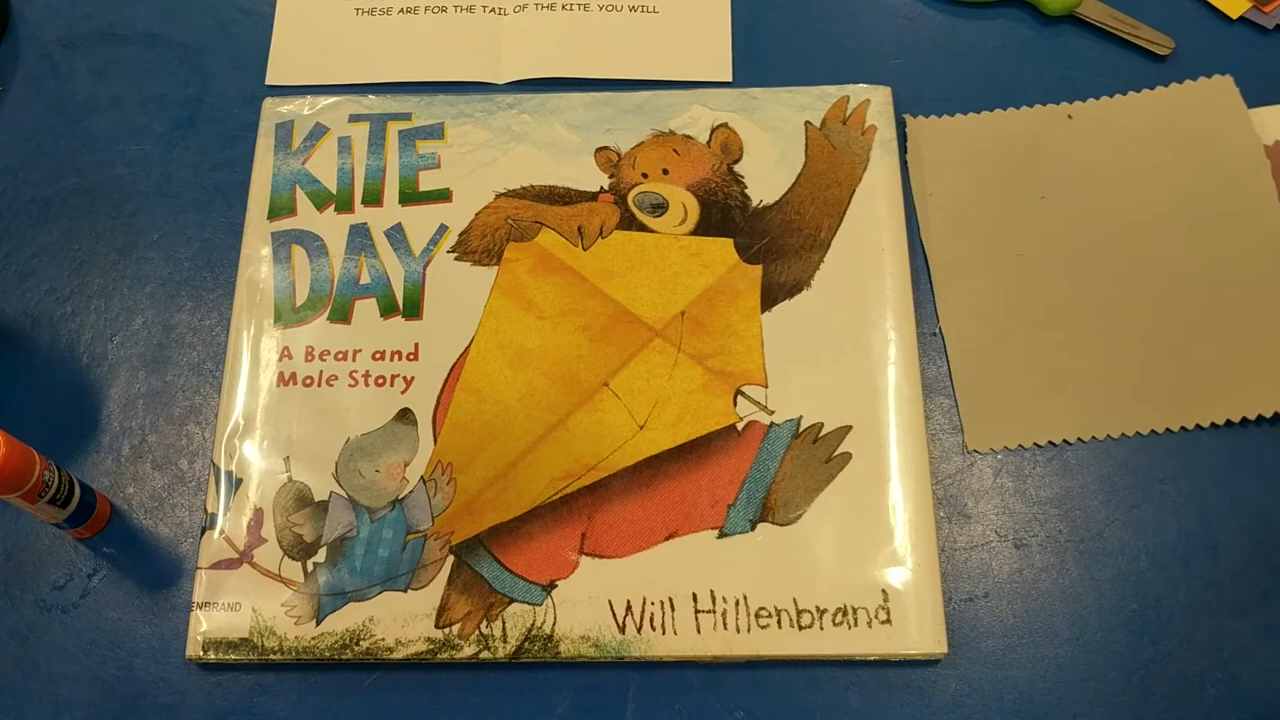 THESE ARE FOR THE TAIL OF THE KITE. YOU WILL
KITE
DAY
A Bear and
Mole Story
ENBRAND
Will Hillenbrand